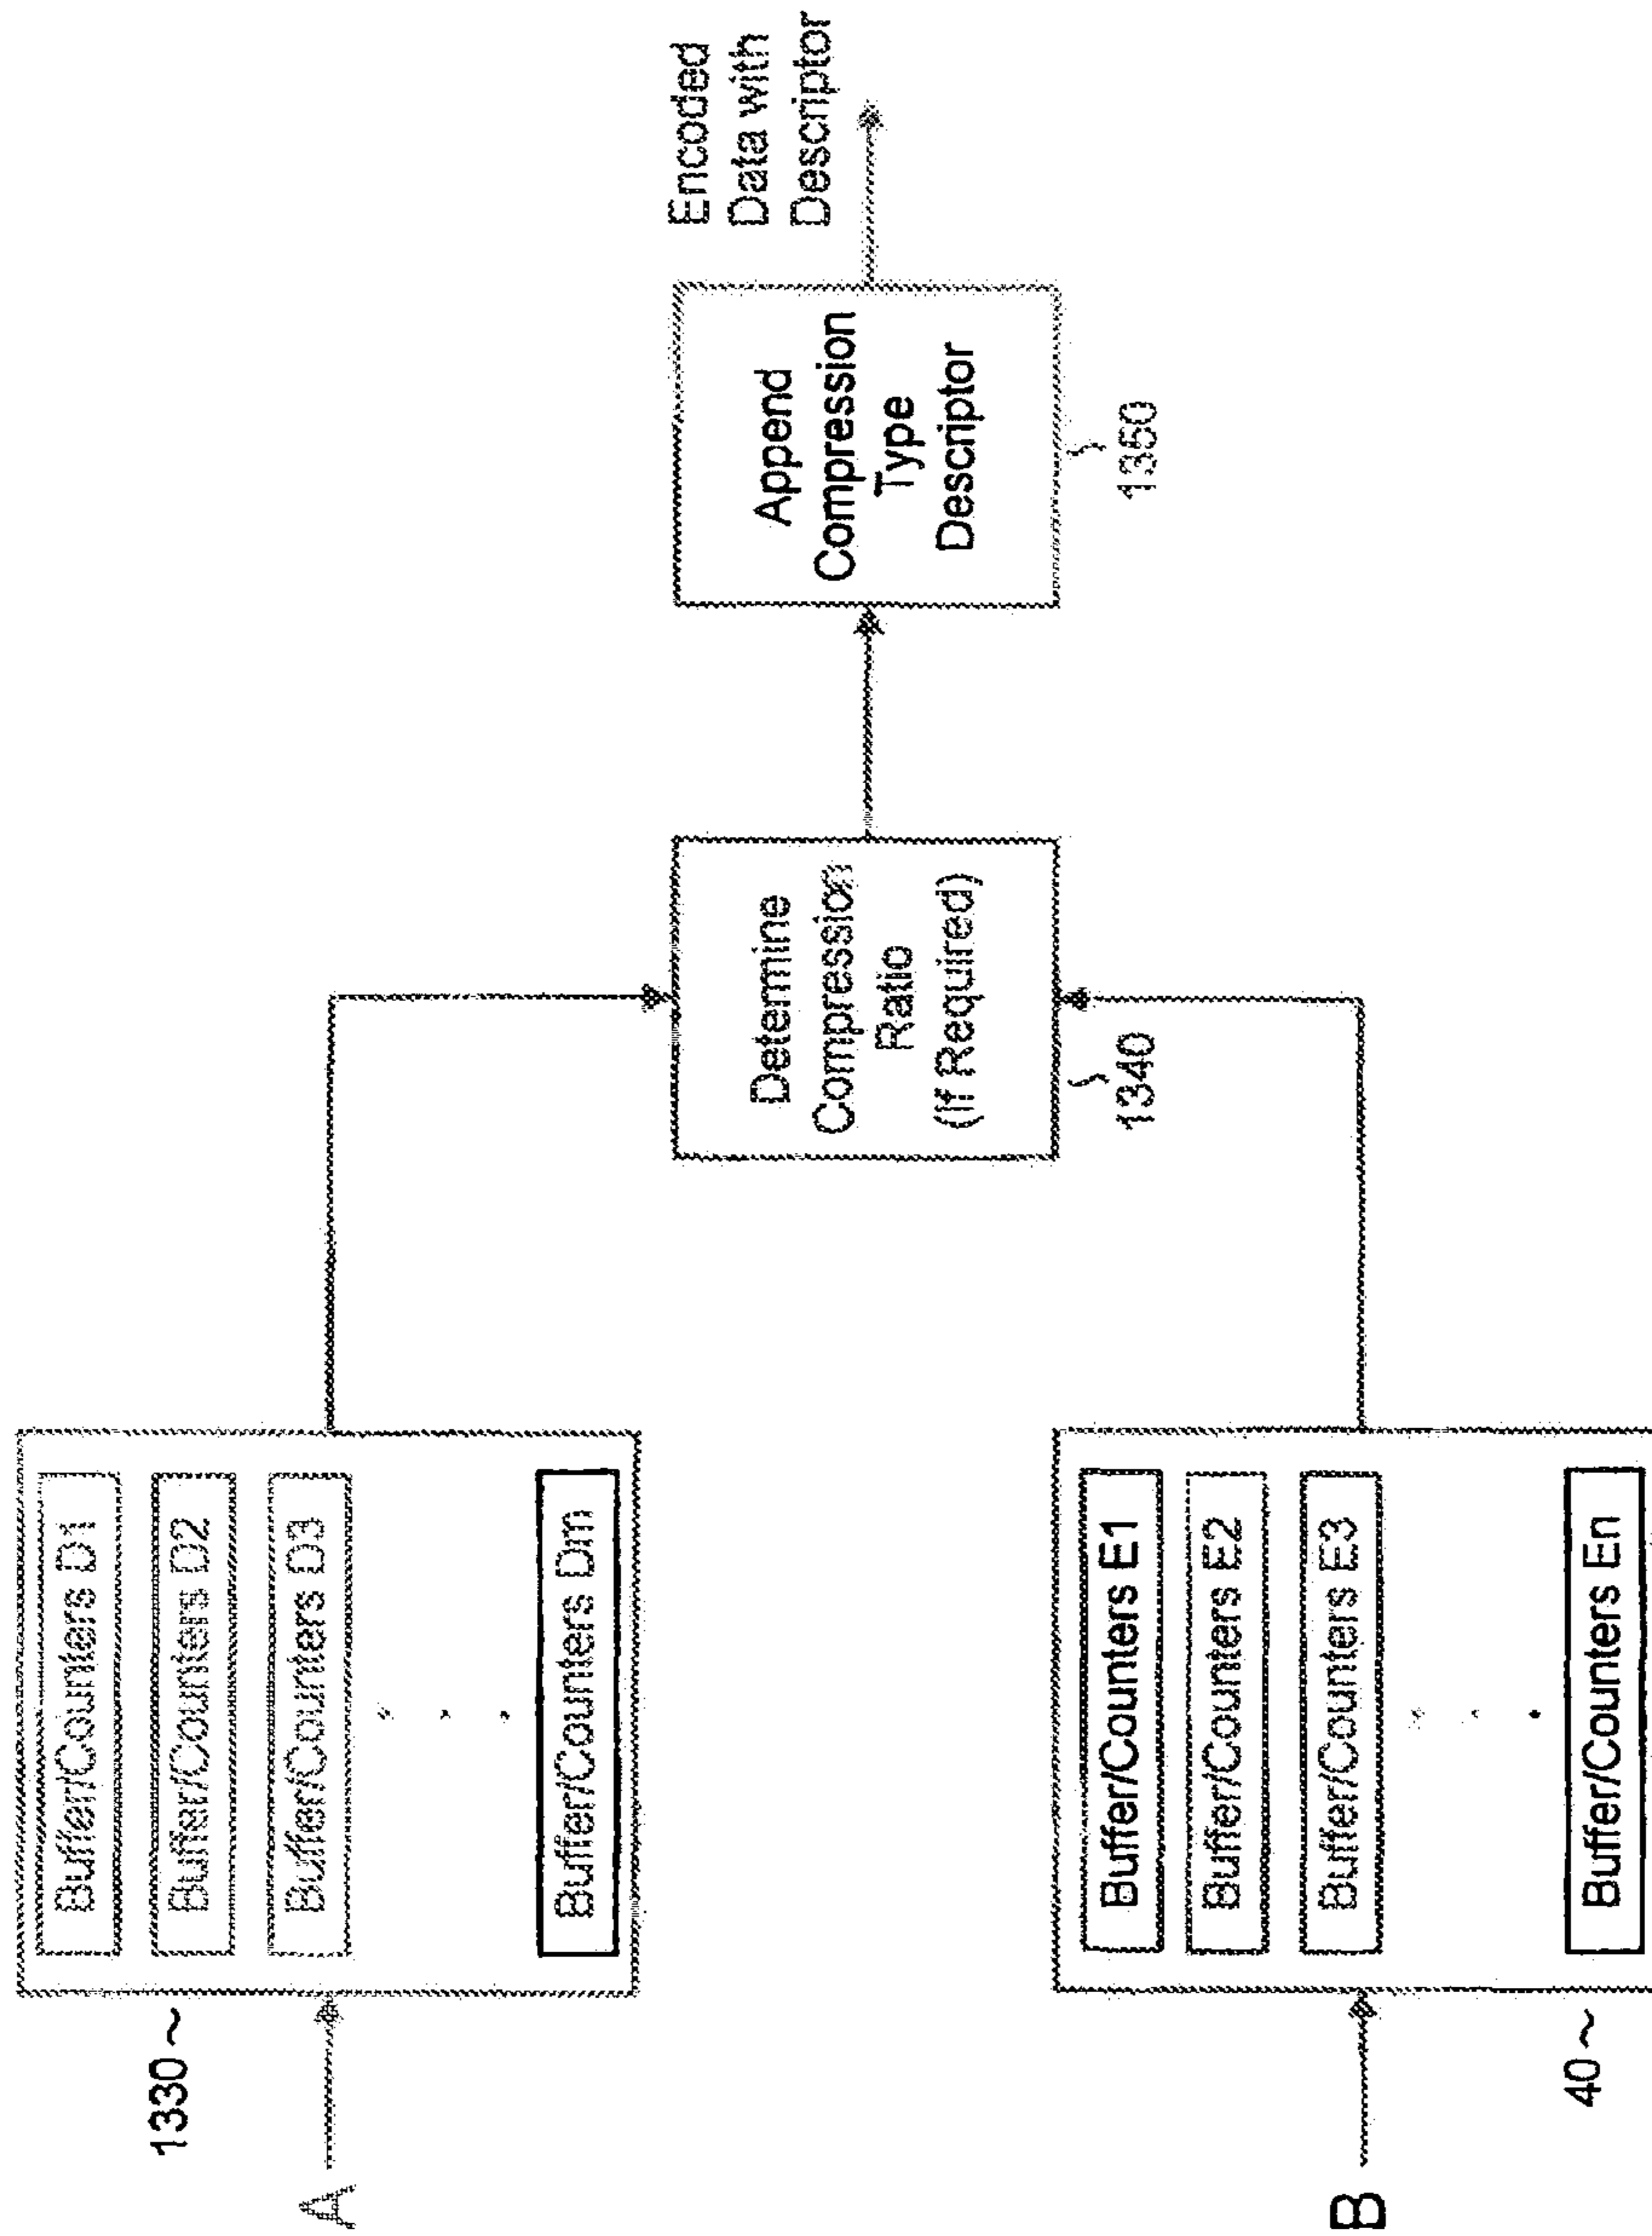 A
1330 ~
Buffer/Counters D1
Buffer/Counters D2
Buffer/Counters D3
Buffer/Counters Dm
B
40 ~
Buffer/Counters E1
Buffer/Counters E2
Buffer/Counters E3
Buffer/Counters En
Determine
Compression
Ratio
(If Required)
1340
Append
Compression
Type
Descriptor
1350
Encoded
Data with
Descriptor